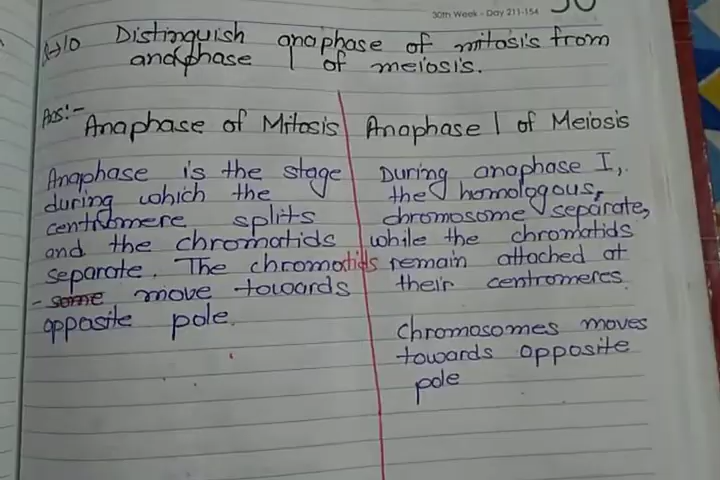 30th Week - Day 211-154
Q→10 Distinguish anaphase of mitosis from
anaphase I of meiosis.
Ans:-
Anaphase of Mitosis
Anaphase is the stage
during which the
centromere splits
and the chromatids
separate. The chromatids
- some move towards
opposite pole.
Anaphase I of Meiosis
During anaphase I,
the homologous,
chromosome separate,
while the chromatids
remain attached at
their centromeres
Chromosomes moves
towards opposite
pole